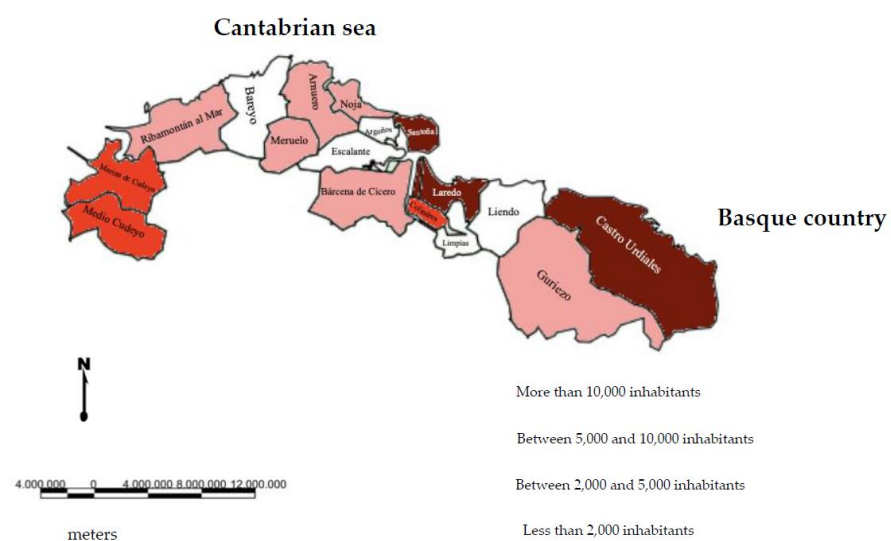 Cantabrian sea
Bareyo
Arnuero
Noja
Ribamontán al Mar
Argoños
Santoña
Meruelo
Escalante
Marina de Cudeyo
Bárcena de Cicero
Laredo
Colindres
Liendo
Medio Cudeyo
Limpias
Castro Urdiales
Basque country
Guriezo
N
More than 10,000 inhabitants
Between 5,000 and 10,000 inhabitants
4.000.000 0 4.000.000 8.000.000 12.000.000
Between 2,000 and 5,000 inhabitants
meters
Less than 2,000 inhabitants